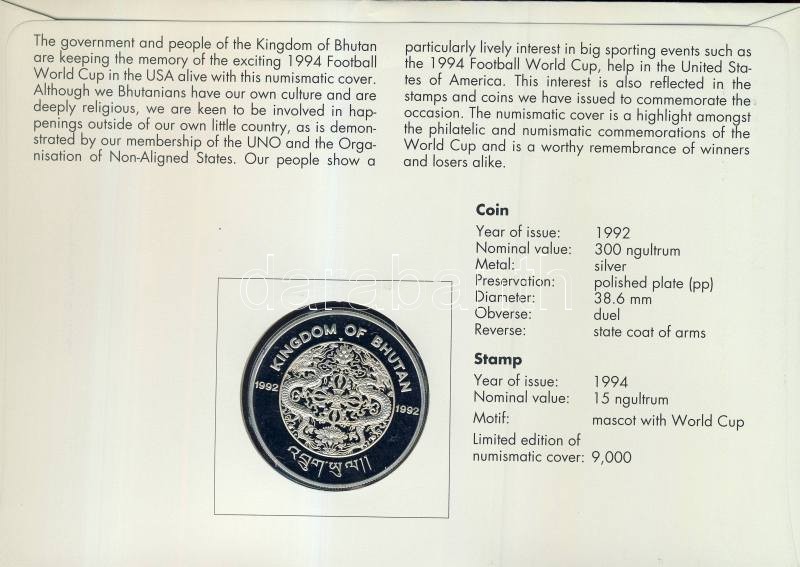 The government and people of the Kingdom of Bhutan
are keeping the memory of the exciting 1994 Football
World Cup in the USA alive with this numismatic cover.
Although we Bhutanians have our own culture and are
deeply religious, we are keen to be involved in hap-
penings outside of our own little country, as is demon-
strated by our membership of the UNO and the Orga-
nisation of Non-Aligned States. Our people show a
particularly lively interest in big sporting events such as
the 1994 Football World Cup, help in the United Sta-
tes of America. This interest is also reflected in the
stamps and coins we have issued to commemorate the
occasion. The numismatic cover is a highlight amongst
the philatelic and numismatic commemorations of the
World Cup and is a worthy remembrance of winners
and losers alike.
Coin
Year of issue: 1992
Nominal value: 300 ngultrum
Metal: silver
Preservation: polished plate (pp)
Diameter: 38.6 mm
Obverse: duel
Reverse: state coat of arms
Stamp
Year of issue: 1994
Nominal value: 15 ngultrum
Motif: mascot with World Cup
Limited edition of
numismatic cover: 9,000
KINGDOM OF BHUTAN
1992 1992
འབྲུག་ཡུལ།།
darabanth